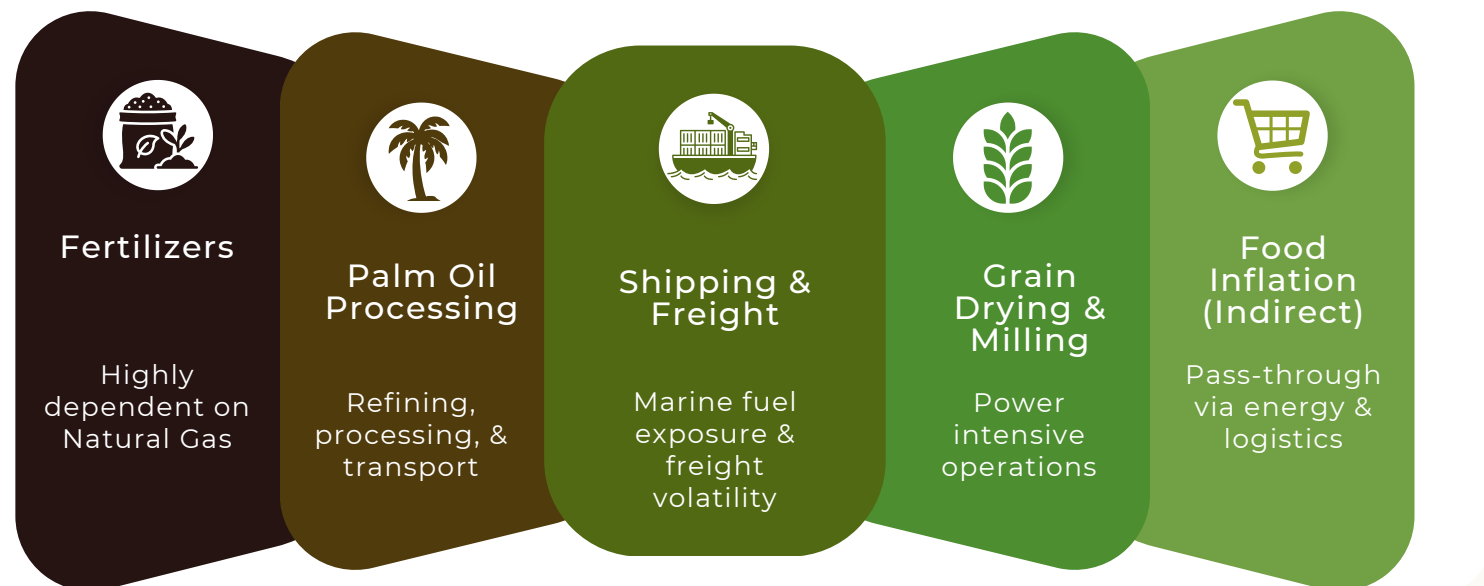 Fertilizers
Highly
dependent on
Natural Gas
Palm Oil
Processing
Refining,
processing, &
transport
Shipping &
Freight
Marine fuel
exposure &
freight
volatility
Grain
Drying &
Milling
Power
intensive
operations
Food
Inflation
(Indirect)
Pass-through
via energy &
logistics